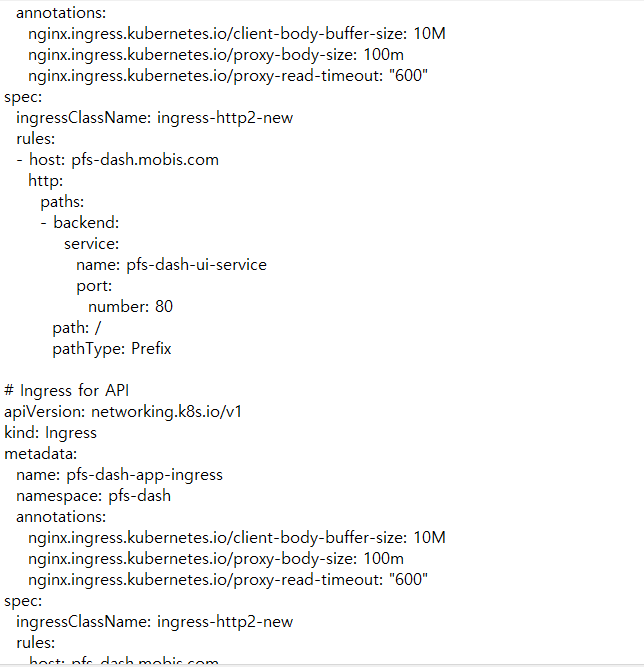 annotations:
nginx.ingress.kubernetes.io/client-body-buffer-size: 10M
nginx.ingress.kubernetes.io/proxy-body-size: 100m
nginx.ingress.kubernetes.io/proxy-read-timeout: "600"
spec:
ingressClassName: ingress-http2-new
rules:
- host: pfs-dash.mobis.com
http:
paths:
- backend:
service:
name: pfs-dash-ui-service
port:
number: 80
path: /
pathType: Prefix
# Ingress for API
apiVersion: networking.k8s.io/v1
kind: Ingress
metadata:
name: pfs-dash-app-ingress
namespace: pfs-dash
annotations:
nginx.ingress.kubernetes.io/client-body-buffer-size: 10M
nginx.ingress.kubernetes.io/proxy-body-size: 100m
nginx.ingress.kubernetes.io/proxy-read-timeout: "600"
spec:
ingressClassName: ingress-http2-new
rules:
host: pfs-dash.mobis.com